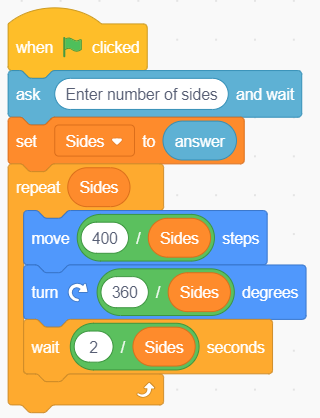 when clicked
ask Enter number of sides and wait
set Sides to answer
repeat Sides
move 400 / Sides steps
turn 360 / Sides degrees
wait 2 / Sides seconds